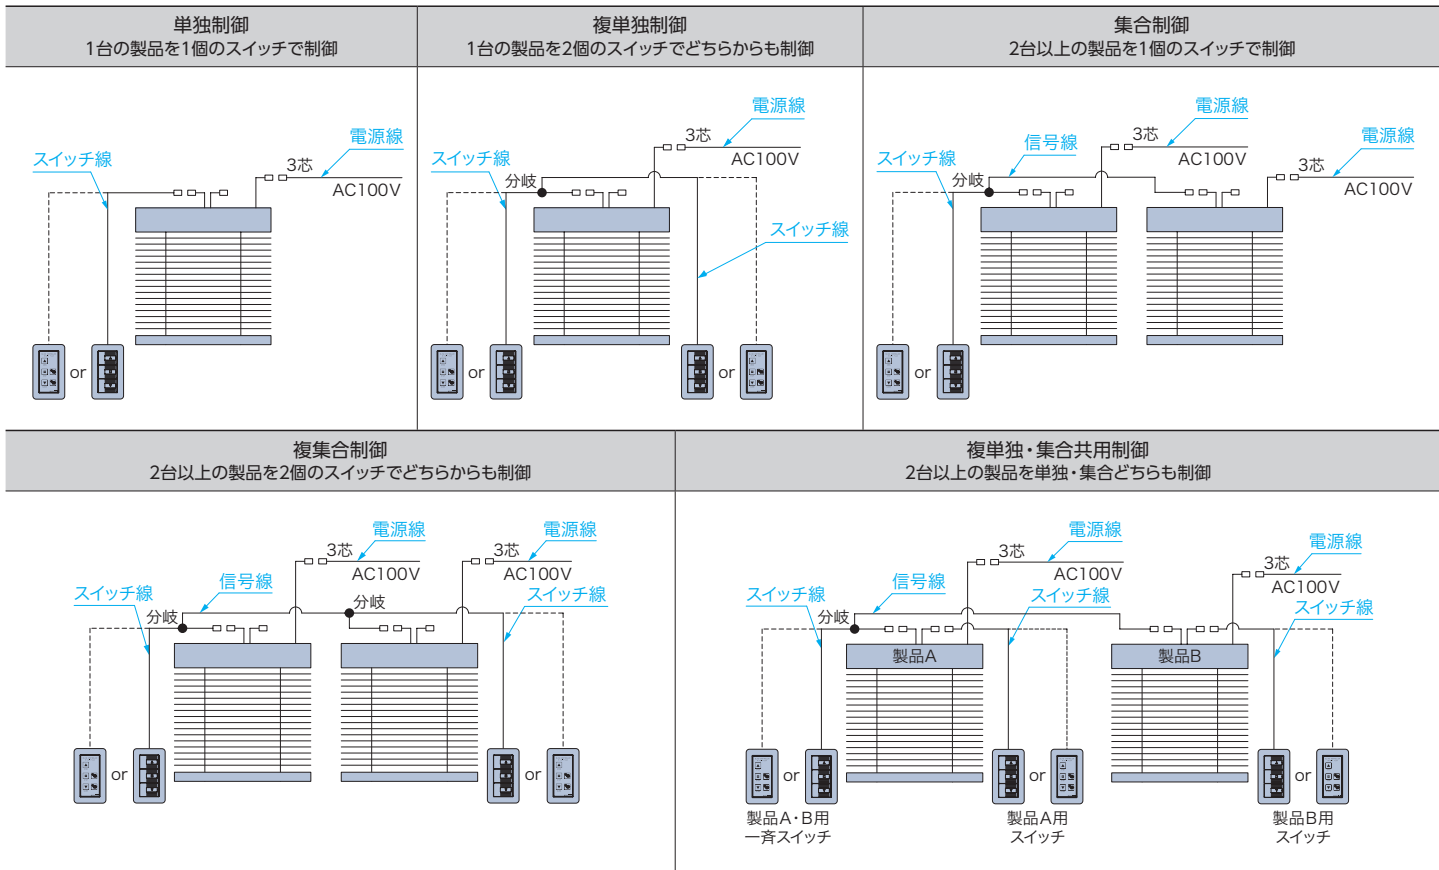 単独制御
1台の製品を1個のスイッチで制御
複単独制御
1台の製品を2個のスイッチでどちらからも制御
集合制御
2台以上の製品を1個のスイッチで制御
電源線
3芯
スイッチ線
AC100V
or
電源線
3芯
スイッチ線
AC100V
分岐
スイッチ線
or
or
電源線
3芯
信号線
電源線
スイッチ線
AC100V
3芯
分岐
AC100V
or
複集合制御
2台以上の製品を2個のスイッチでどちらからも制御
複単独・集合共用制御
2台以上の製品を単独・集合どちらも制御
電源線
電源線
3芯
3芯
AC100V
AC100V
スイッチ線
信号線
スイッチ線
分岐
分岐
or
or
電源線
3芯
電源線
3芯
AC100V
AC100V
スイッチ線
信号線
スイッチ線
スイッチ線
分岐
製品A
製品B
or
or
or
製品A・B用
一斉スイッチ
製品A用
スイッチ
製品B用
スイッチ